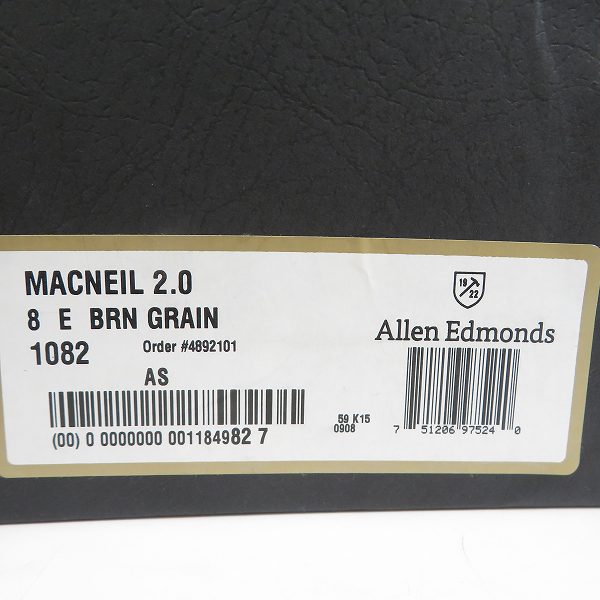 MACNEIL 2.0
8 E BRN GRAIN
1082 Order #4892101
AS
(00) 0 0000000 001184982 7
19 22
Allen Edmonds
59 K15
0908
7 51206 97524 0